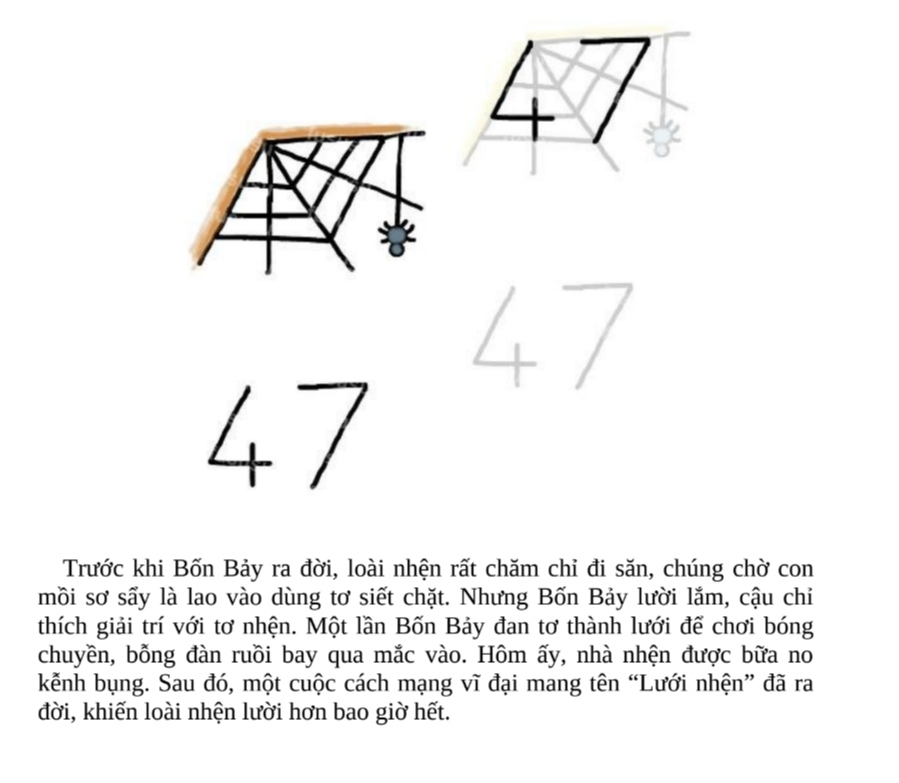 47
47
47
Trước khi Bốn Bảy ra đời, loài nhện rất chăm chỉ đi săn, chúng chờ con
mồi sơ sẩy là lao vào dùng tơ siết chặt. Nhưng Bốn Bảy lười lắm, cậu chỉ
thích giải trí với tơ nhện. Một lần Bốn Bảy đan tơ thành lưới để chơi bóng
chuyền, bỗng đàn ruồi bay qua mắc vào. Hôm ấy, nhà nhện được bữa no
kễnh bụng. Sau đó, một cuộc cách mạng vĩ đại mang tên “Lưới nhện” đã ra
đời, khiến loài nhện lười hơn bao giờ hết.